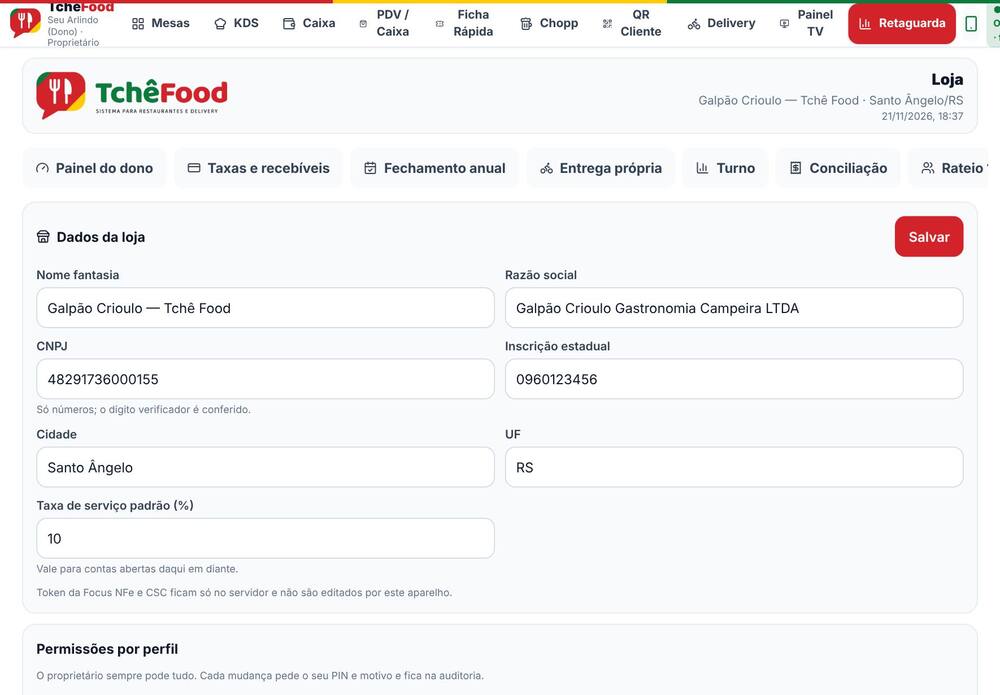 TchêFood
Seu Arlindo
(Dono) ·
Proprietário
Mesas
KDS
Caixa
PDV /
Caixa
Ficha
Rápida
Chopp
QR
Cliente
Delivery
Painel
TV
Retaguarda
TchêFood
SISTEMA PARA RESTAURANTES E DELIVERY
Loja
Galpão Crioulo — Tchê Food · Santo Ângelo/RS
21/11/2026, 18:37
Painel do dono
Taxas e recebíveis
Fechamento anual
Entrega própria
Turno
Conciliação
Rateio
Dados da loja
Salvar
Nome fantasia
Razão social
Galpão Crioulo — Tchê Food
Galpão Crioulo Gastronomia Campeira LTDA
CNPJ
Inscrição estadual
48291736000155
0960123456
Só números; o dígito verificador é conferido.
Cidade
UF
Santo Ângelo
RS
Taxa de serviço padrão (%)
10
Vale para contas abertas daqui em diante.
Token da Focus NFe e CSC ficam só no servidor e não são editados por este aparelho.
Permissões por perfil
O proprietário sempre pode tudo. Cada mudança pede o seu PIN e motivo e fica na auditoria.